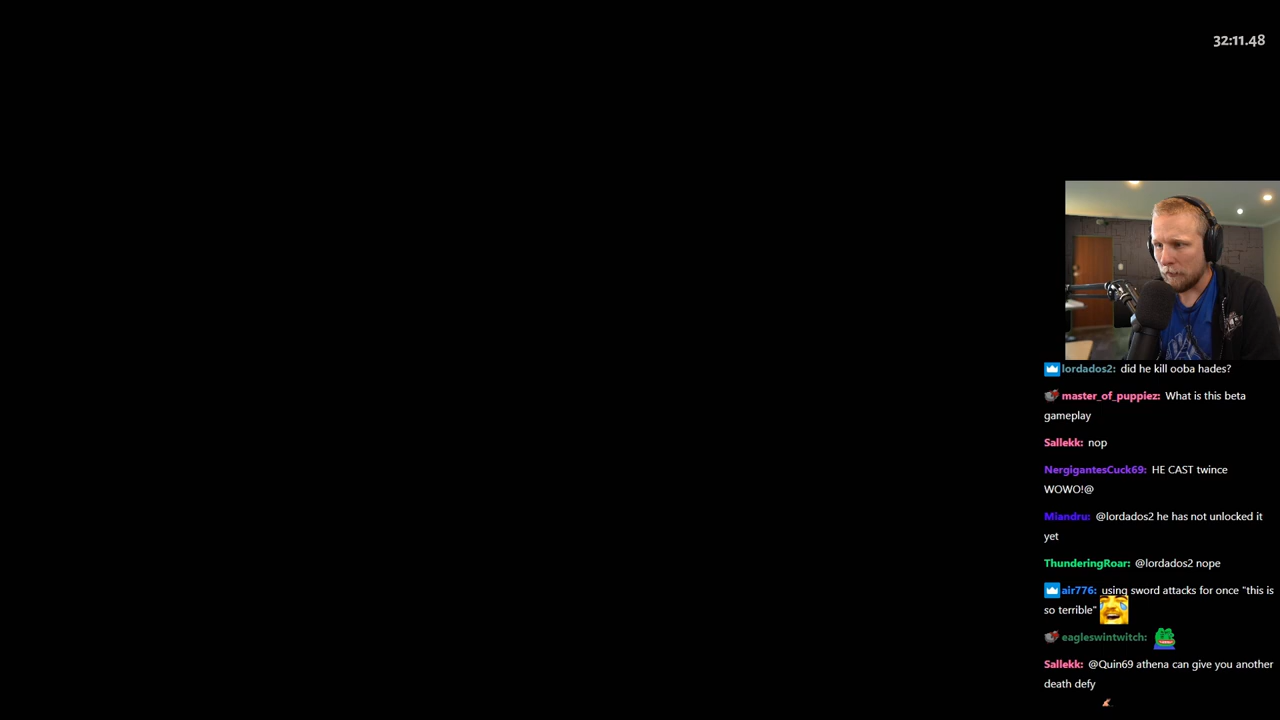 32:11.48
lordados2: did he kill ooba hades?
master_of_puppiez: What is this beta
gameplay
Sallekk: nop
NergigantesCuck69: HE CAST twince
WOWO!@
Miandru: @lordados2 he has not unlocked it
yet
ThunderingRoar: @lordados2 nope
air776: using sword attacks for once "this is
so terrible"
eagleswintwitch:
Sallekk: @Quin69 athena can give you another
death defy